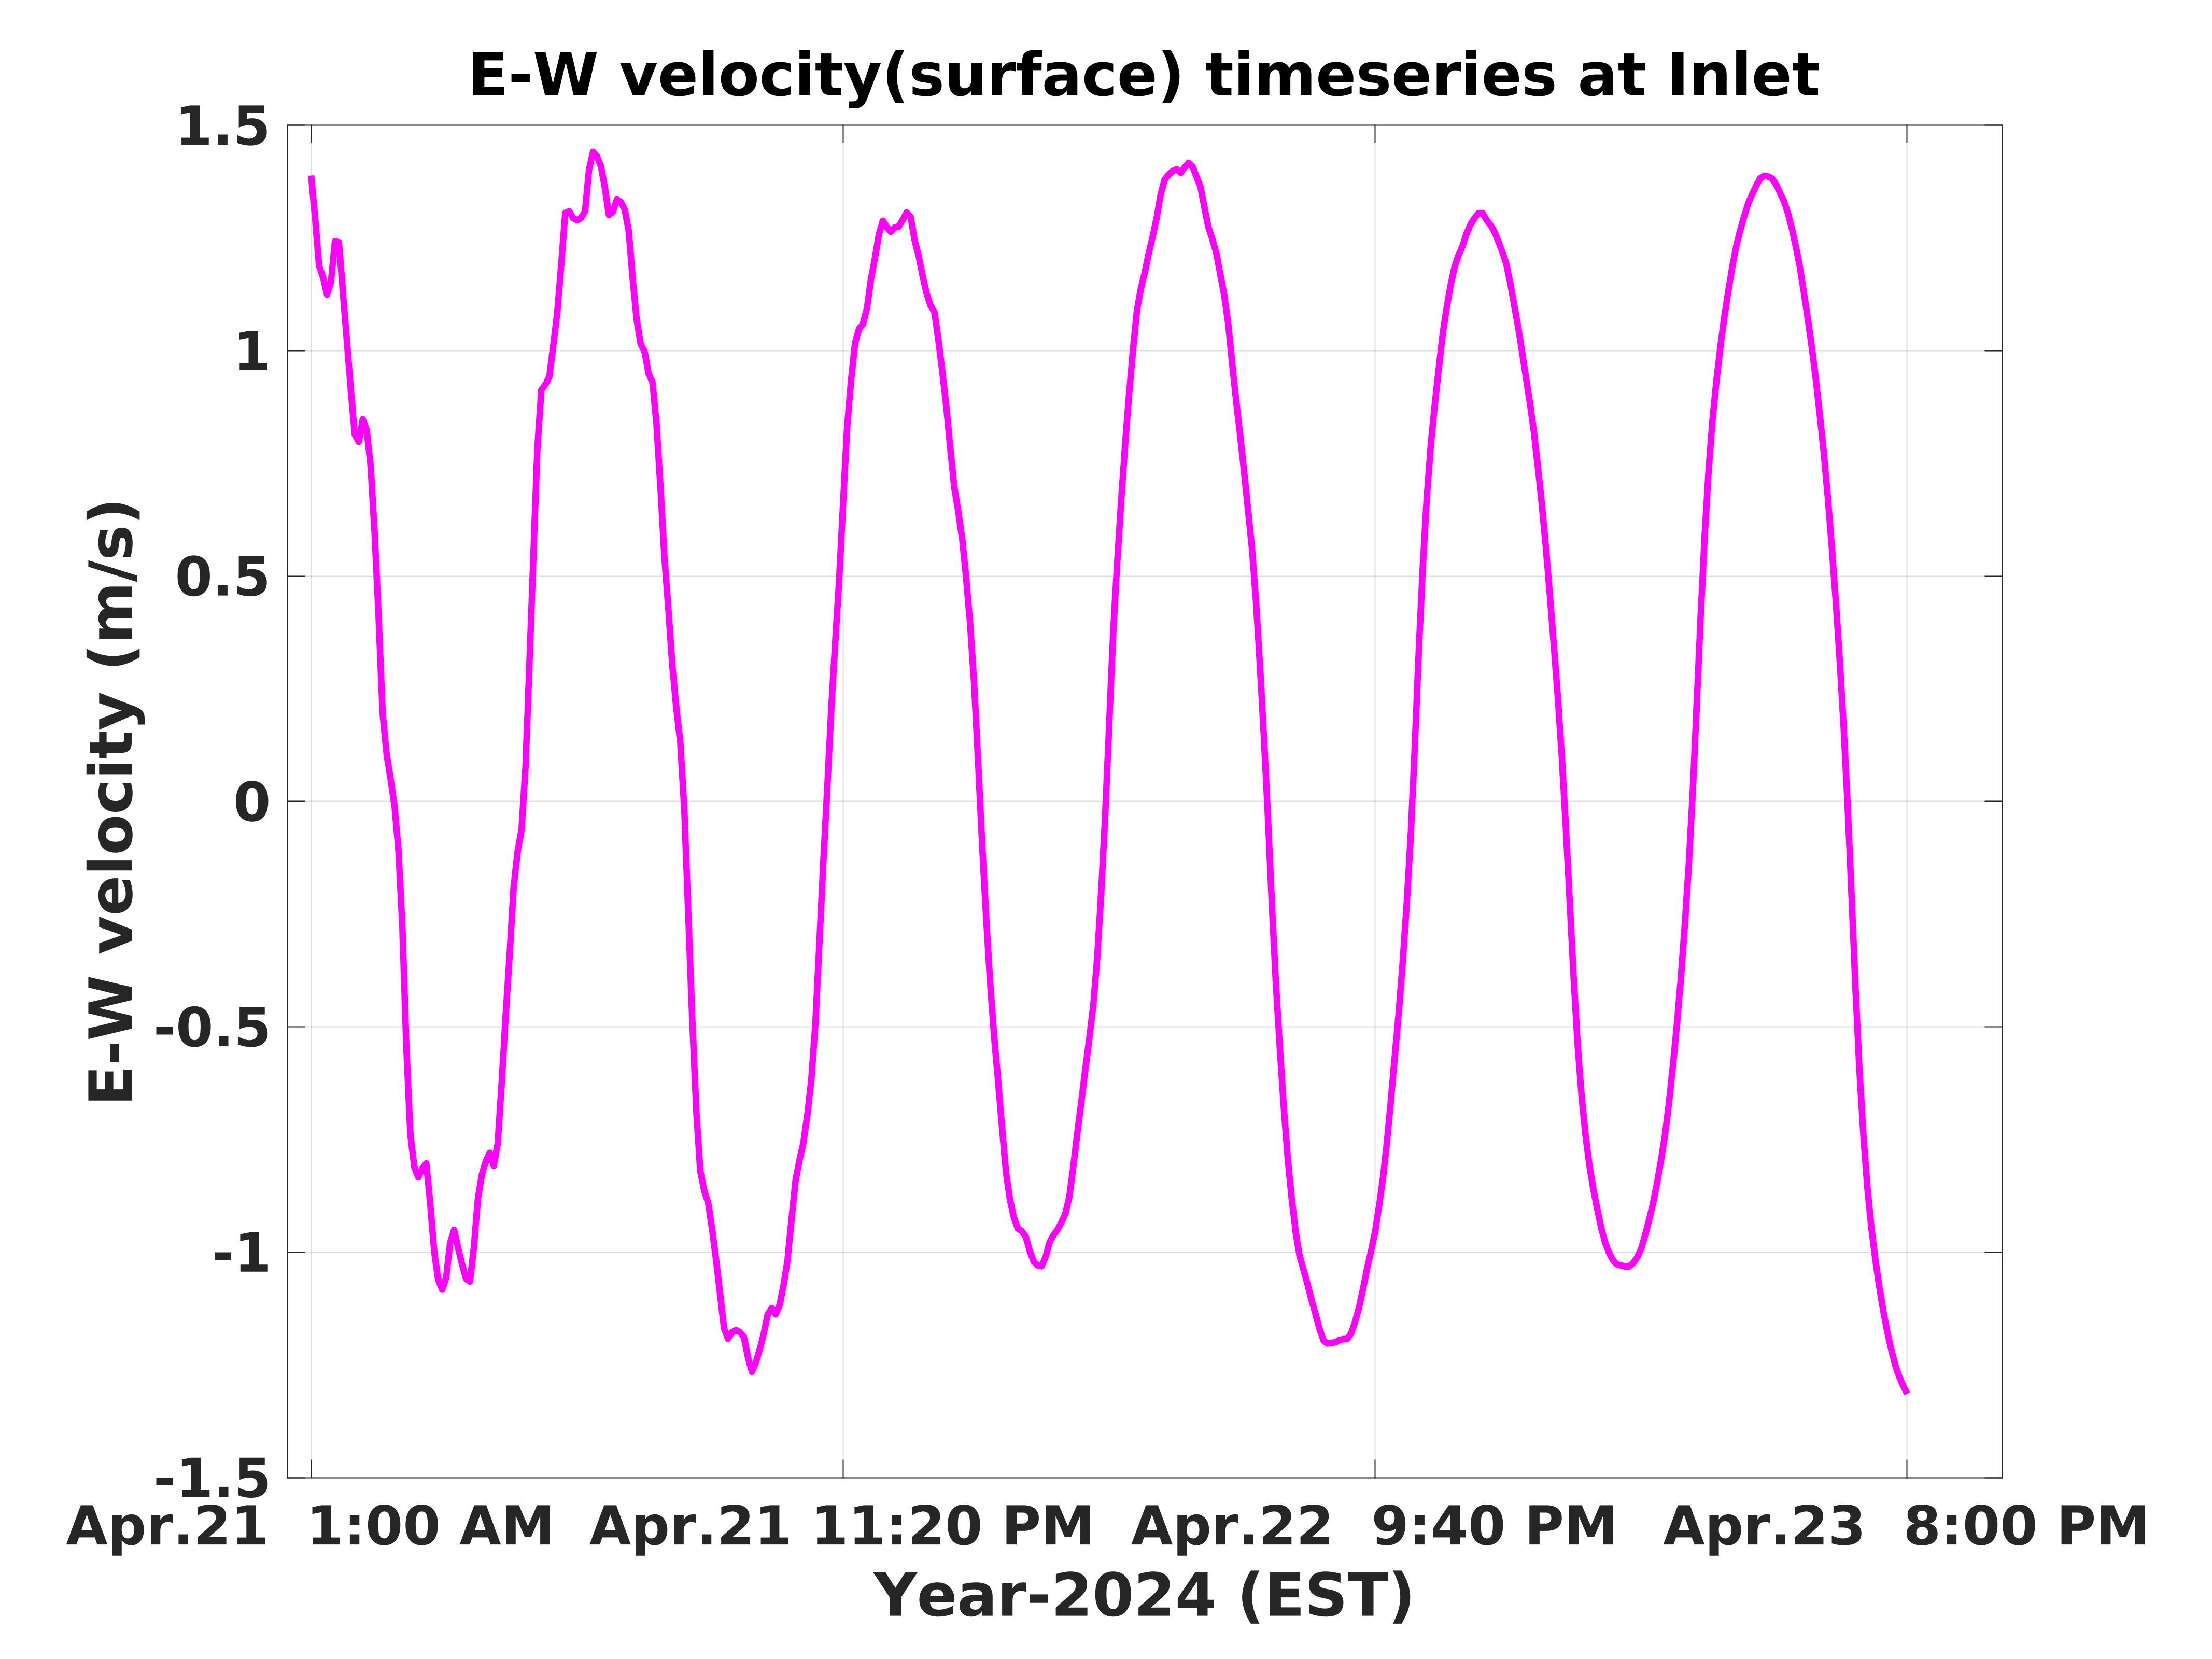 E-W velocity(surface) timeseries at Inlet
E-W velocity (m/s)
1.5
1
0.5
0
-0.5
-1
-1.5
Apr.21 1:00 AM Apr.21 11:20 PM Apr.22 9:40 PM Apr.23 8:00 PM
Year-2024 (EST)